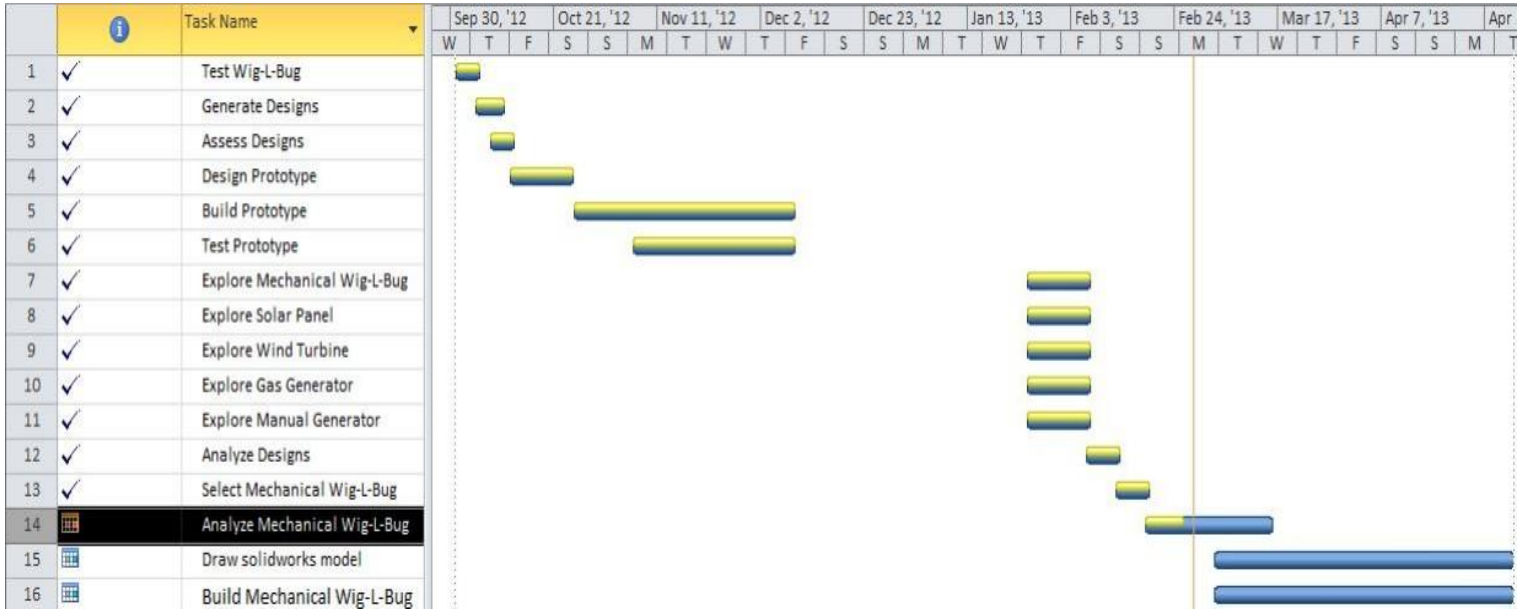 Task Name
Sep 30, '12 Oct 21, '12 Nov 11, '12 Dec 2, '12 Dec 23, '12 Jan 13, '13 Feb 3, '13 Feb 24, '13 Mar 17, '13 Apr 7, '13 Apr
W T F S S M T W T F S S M T W T F S S M T W T F S S M T
1 Test Wig-L-Bug
2 Generate Designs
3 Assess Designs
4 Design Prototype
5 Build Prototype
6 Test Prototype
7 Explore Mechanical Wig-L-Bug
8 Explore Solar Panel
9 Explore Wind Turbine
10 Explore Gas Generator
11 Explore Manual Generator
12 Analyze Designs
13 Select Mechanical Wig-L-Bug
14 Analyze Mechanical Wig-L-Bug
15 Draw solidworks model
16 Build Mechanical Wig-L-Bug